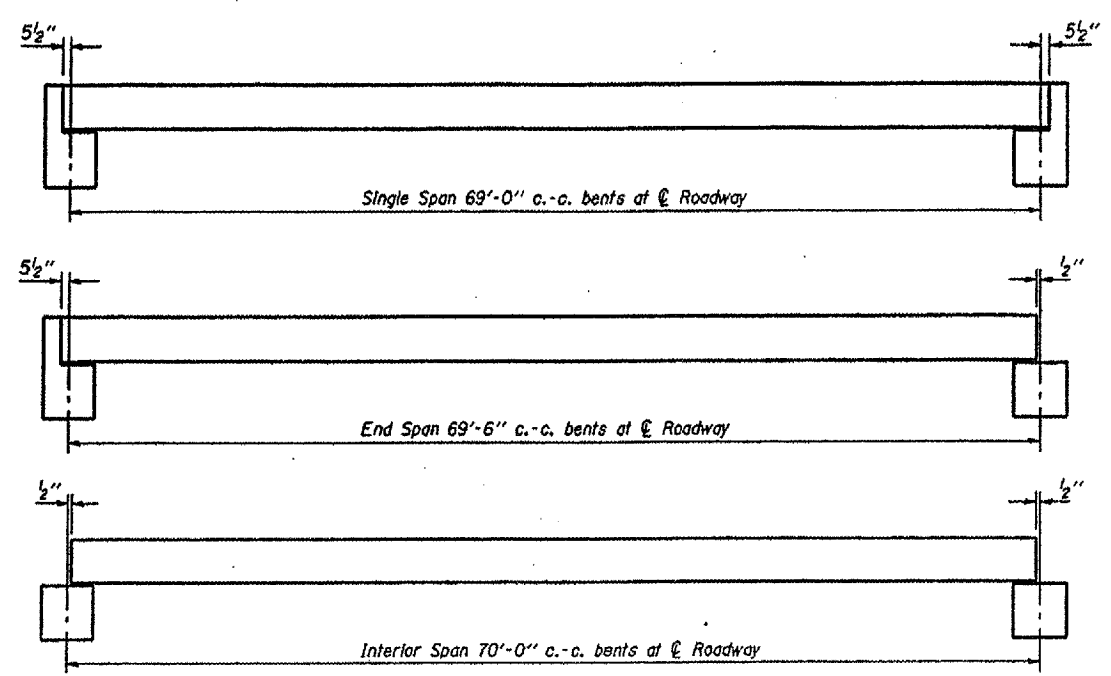 5½" 5½"
Single Span 69'-0" c.-c. bents at ℄ Roadway
5½" ½"
End Span 69'-6" c.-c. bents at ℄ Roadway
½" ½"
Interior Span 70'-0" c.-c. bents at ℄ Roadway